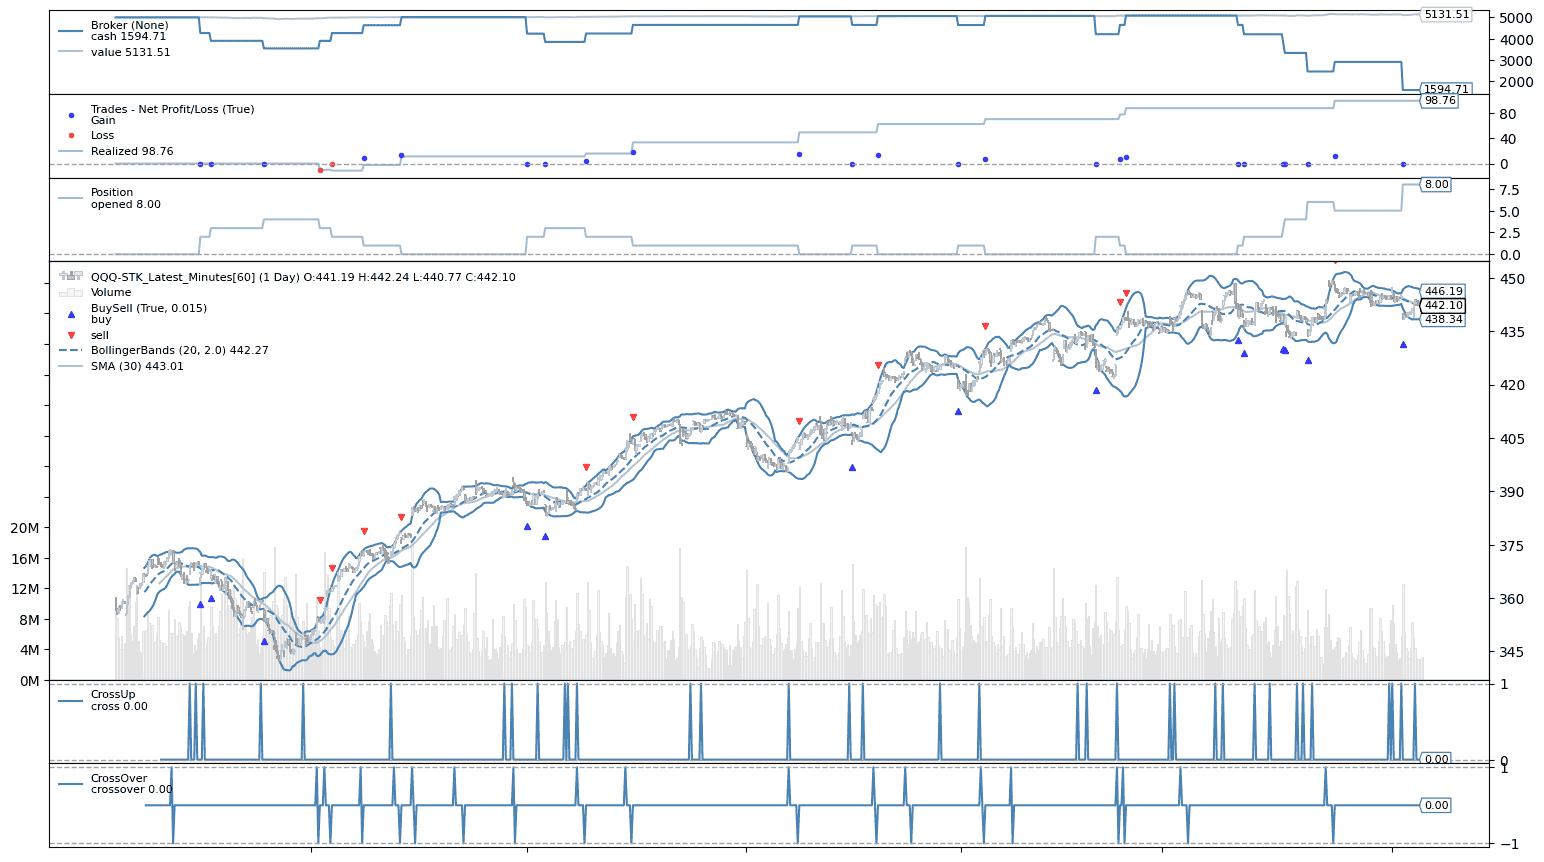 Broker (None)
cash 1594.71
value 5131.51
5131.51
5000
4000
3000
2000
1594.71
Trades - Net Profit/Loss (True)
Gain
Loss
Realized 98.76
98.76
80
40
0
Position
opened 8.00
8.00
7.5
5.0
2.5
0.0
QQQ-STK_Latest_Minutes[60] (1 Day) O:441.19 H:442.24 L:440.77 C:442.10
Volume
BuySell (True, 0.015)
buy
sell
BollingerBands (20, 2.0) 442.27
SMA (30) 443.01
450
446.19
442.10
438.34
435
420
405
390
375
360
345
20M
16M
12M
8M
4M
0M
CrossUp
cross 0.00
1
0.00
0
CrossOver
crossover 0.00
1
0.00
−1